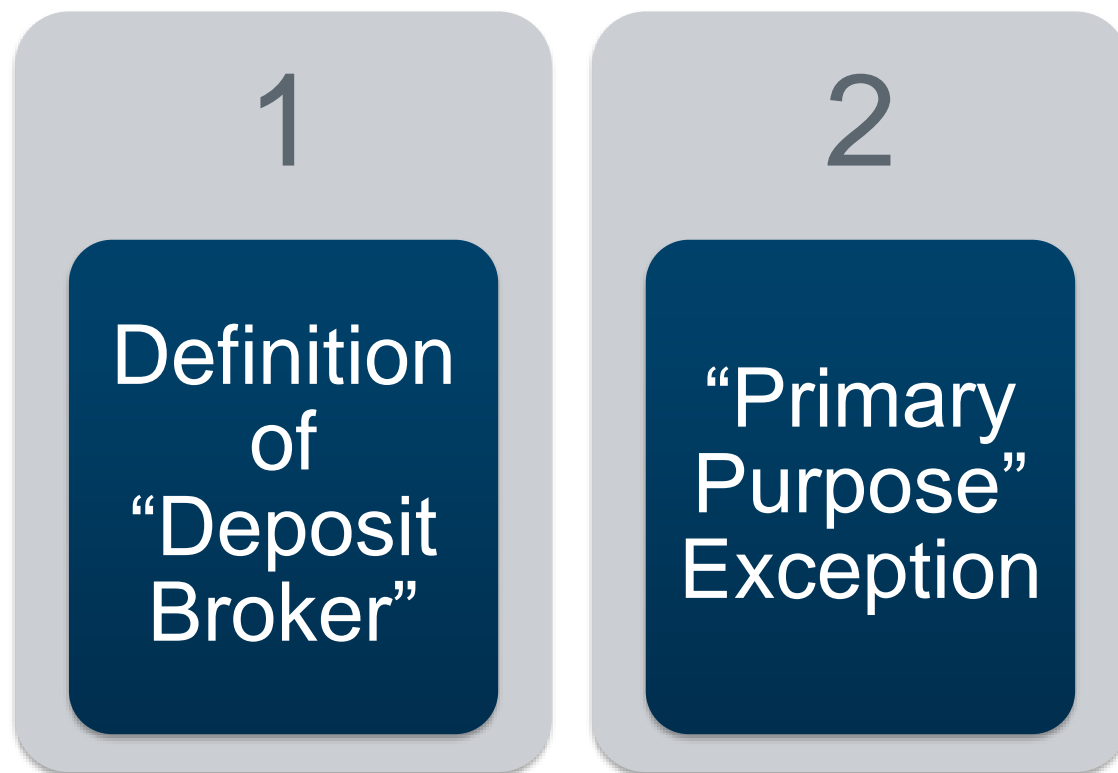 1
Definition
of
“Deposit
Broker”
2
“Primary
Purpose”
Exception